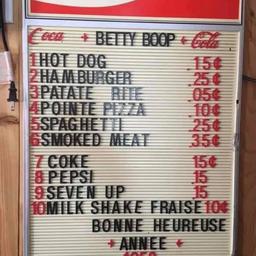 Coca + BETTY BOOP + Cola
1 HOT DOG .15¢
2 HAMBURGER .25¢
3 PATATE RITE .05¢
4 POINTE PIZZA .10¢
5 SPAGHETTI .25¢
6 SMOKED MEAT .35¢
7 COKE 15¢
8 PEPSI .15
9 SEVEN UP .15
10 MILK SHAKE FRAISE 10¢
BONNE HEUREUSE
+ ANNEE +